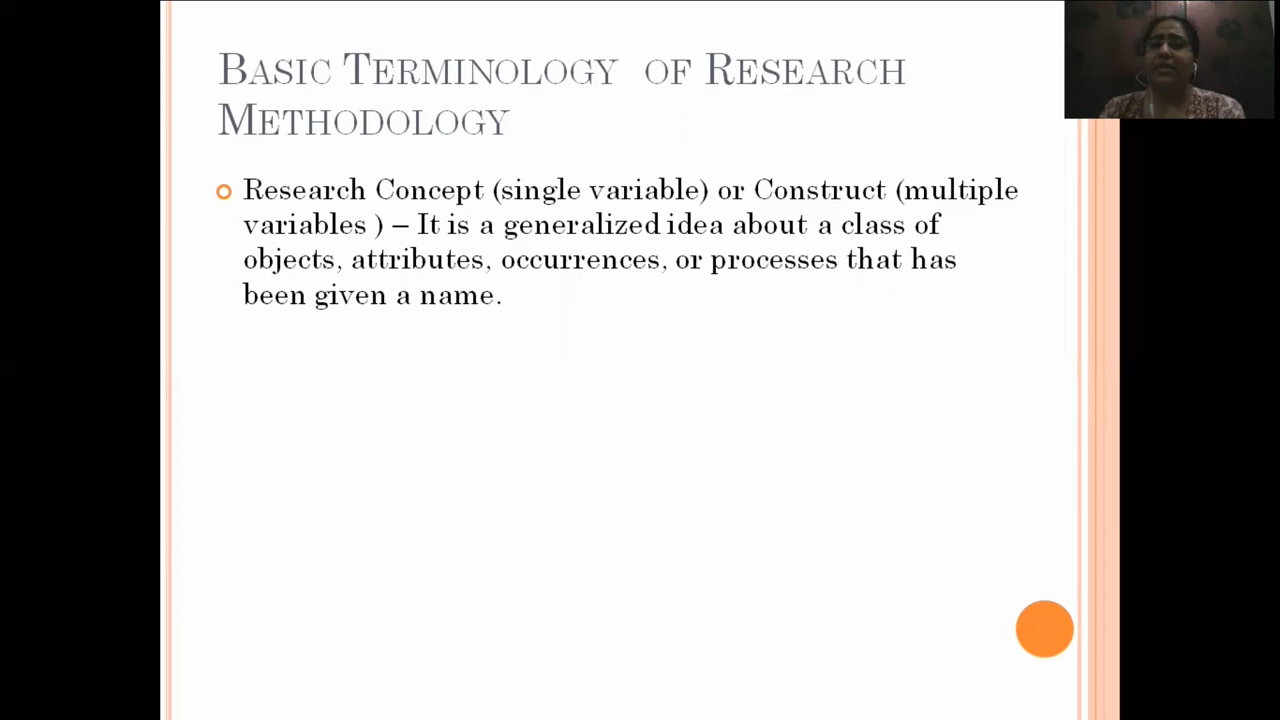 Basic Terminology of Research
Methodology
Research Concept (single variable) or Construct (multiple
variables ) – It is a generalized idea about a class of
objects, attributes, occurrences, or processes that has
been given a name.